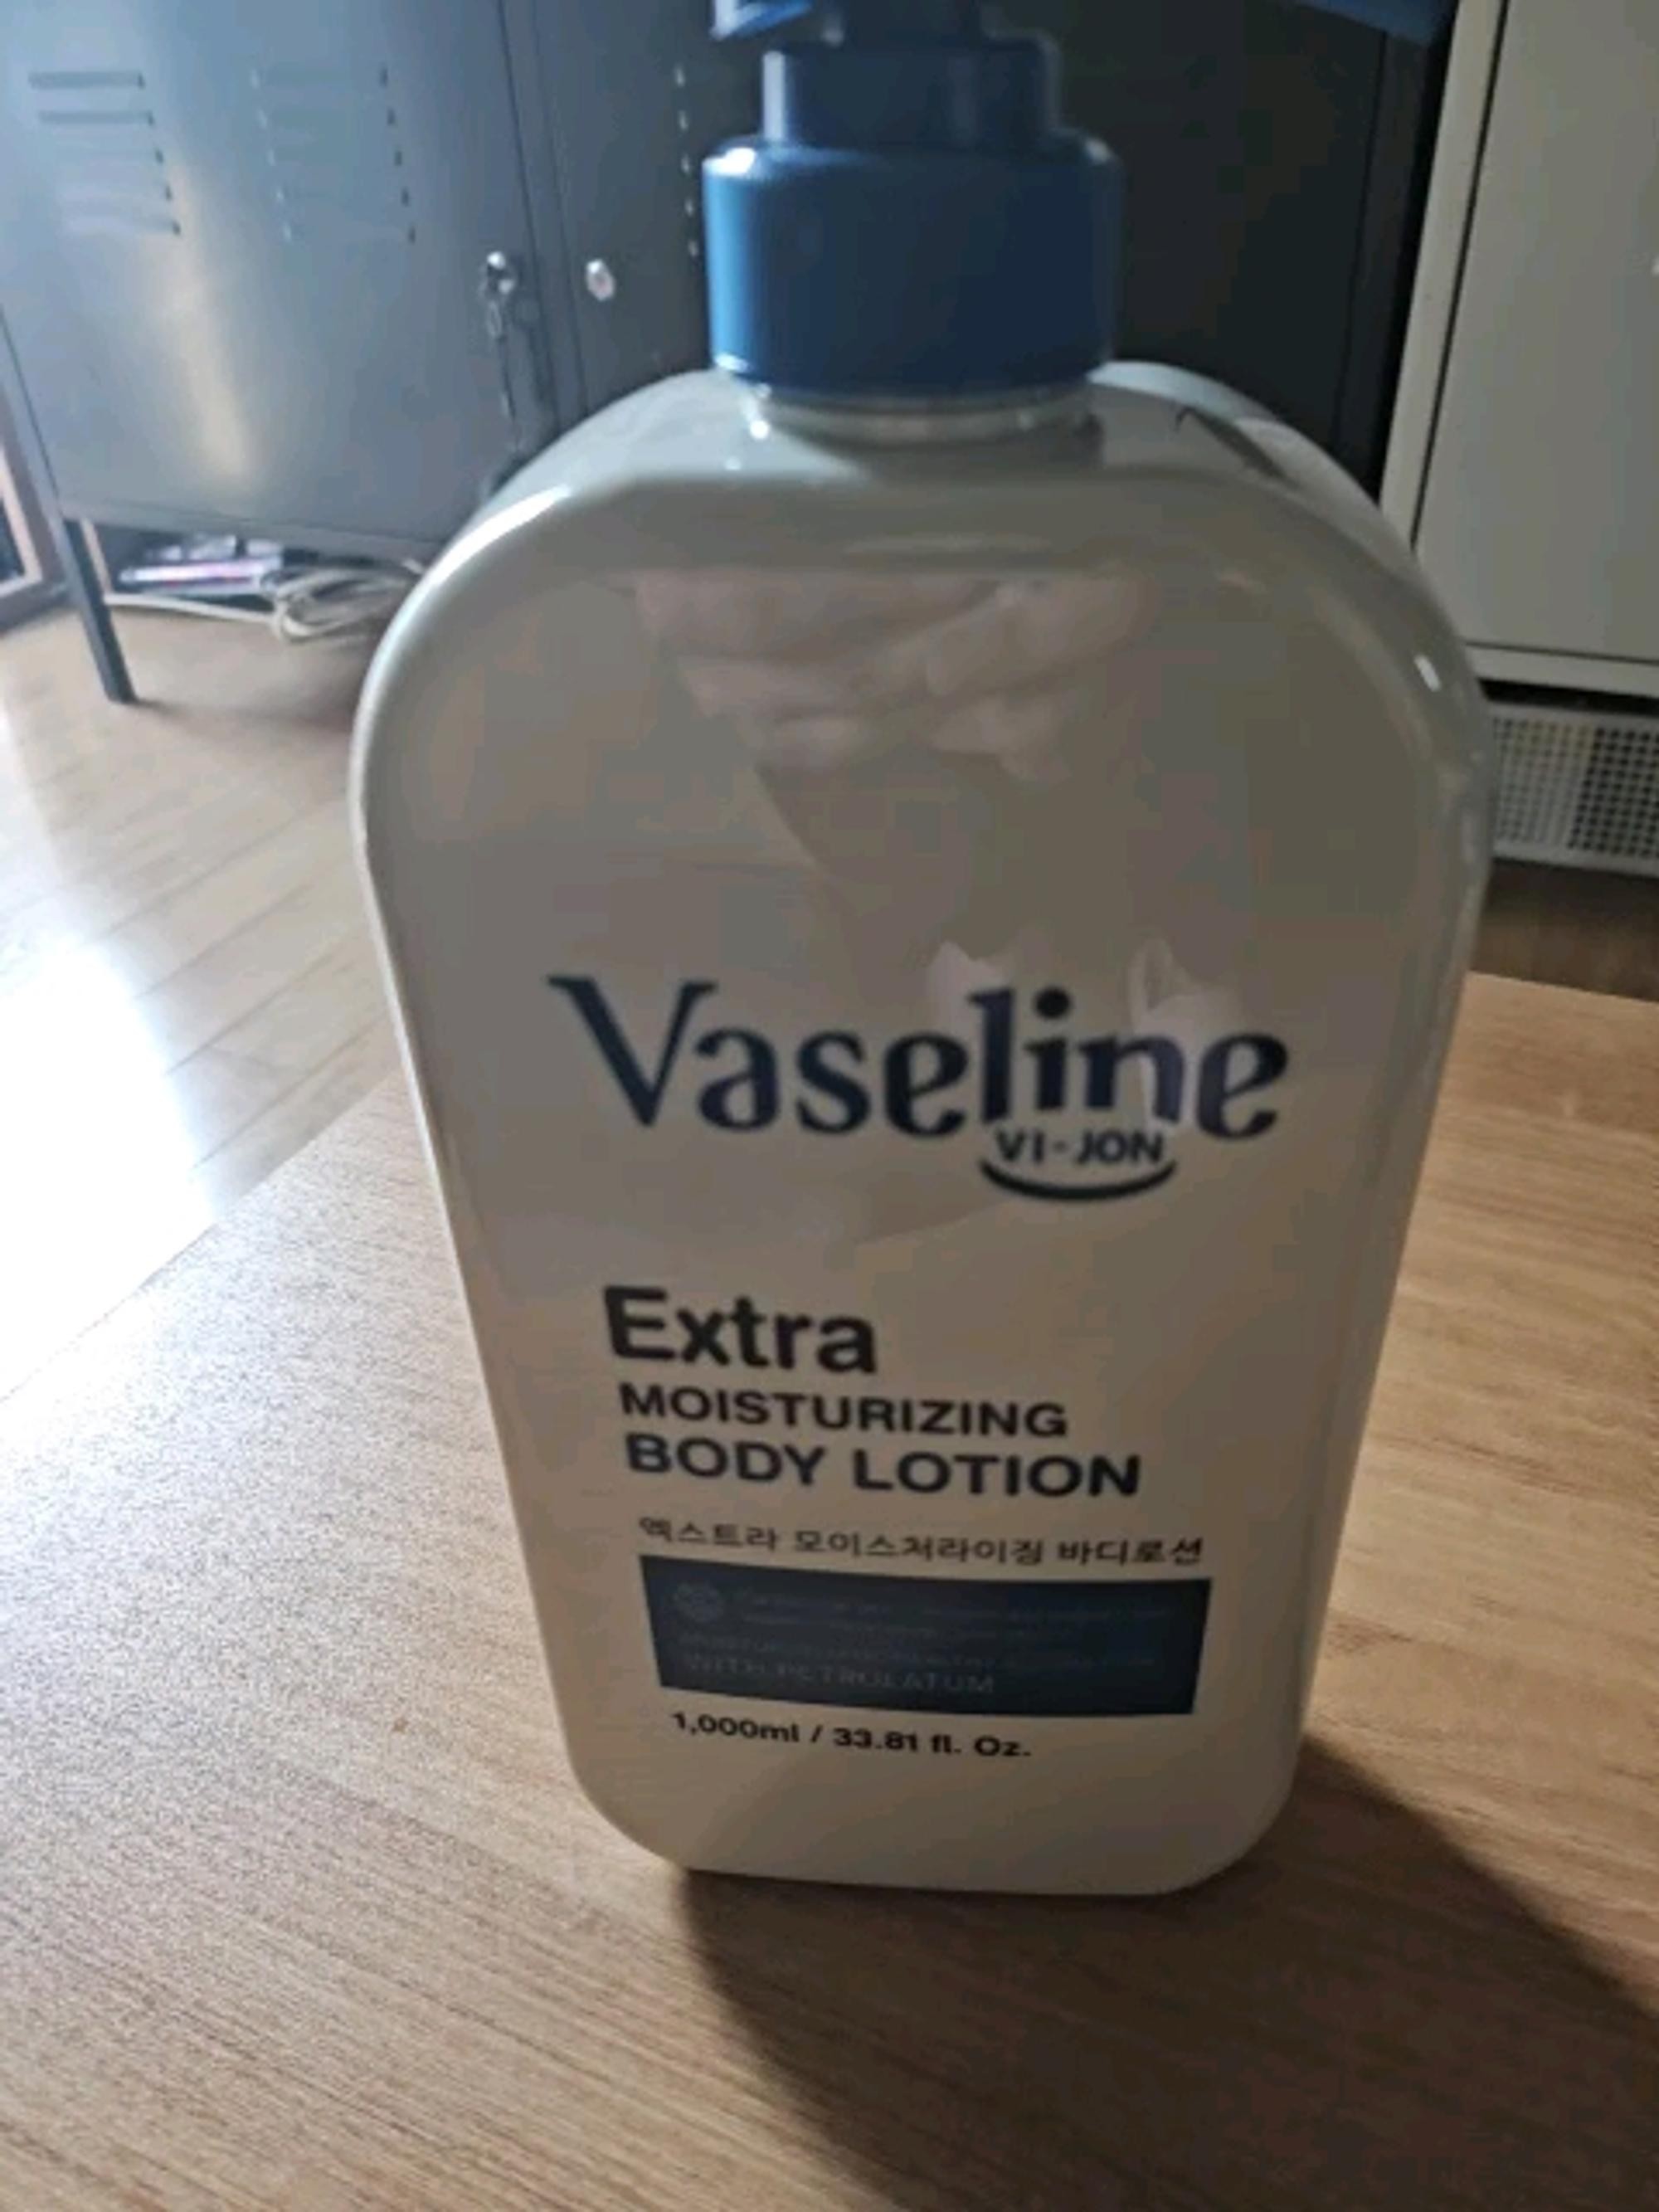 Vaseline
VI-JON
Extra
MOISTURIZING
BODY LOTION
엑스트라 모이스처라이징 바디로션
WITH PETROLATUM
1,000ml / 33.81 fl. Oz.